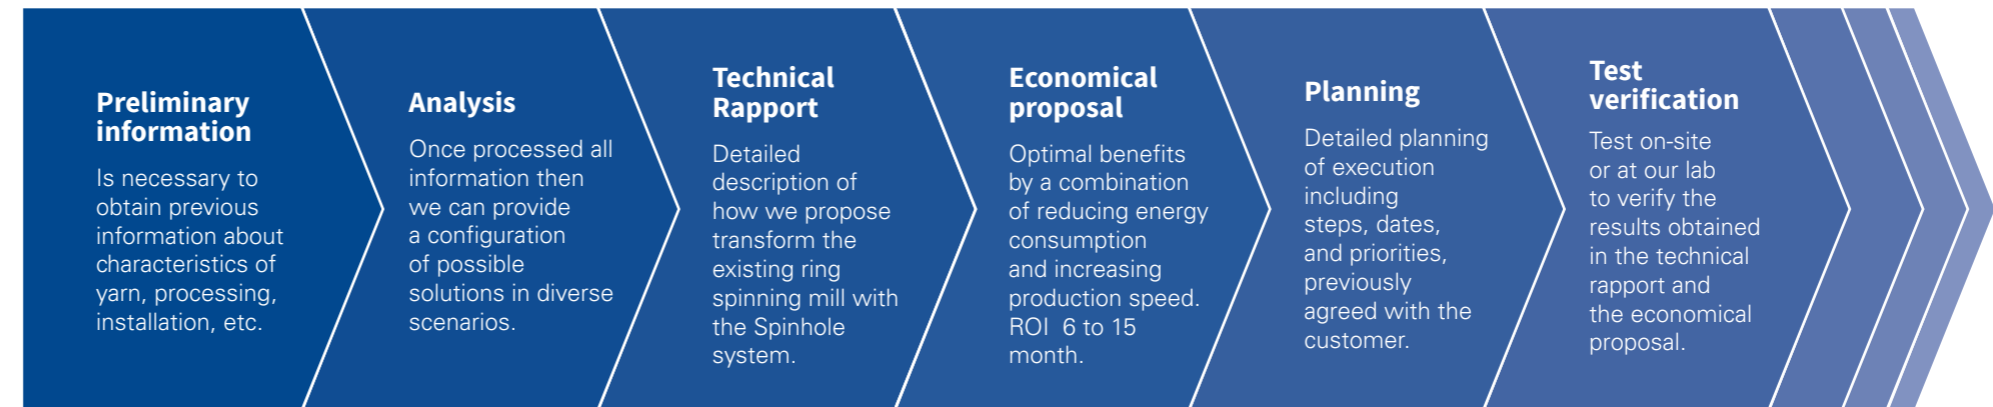 Preliminary
information
Is necessary to
obtain previous
information about
characteristics of
yarn, processing,
installation, etc.
Analysis
Once processed all
information then
we can provide
a configuration
of possible
solutions in diverse
scenarios.
Technical
Rapport
Detailed
description of
how we propose
transform the
existing ring
spinning mill with
the Spinhole
system.
Economical
proposal
Optimal benefits
by a combination
of reducing energy
consumption
and increasing
production speed.
ROI 6 to 15
month.
Planning
Detailed planning
of execution
including
steps, dates,
and priorities,
previously
agreed with the
customer.
Test
verification
Test on-site
or at our lab
to verify the
results obtained
in the technical
rapport and
the economical
proposal.